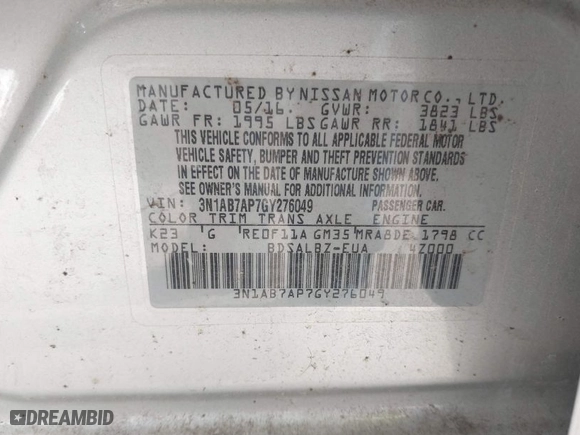 MANUFACTURED BY NISSAN MOTOR CO., LTD.
DATE: 05/16 GVWR: 3823 LBS
GAWR FR: 1995 LBS GAWR RR: 1841 LBS
THIS VEHICLE CONFORMS TO ALL APPLICABLE FEDERAL MOTOR
VEHICLE SAFETY, BUMPER AND THEFT PREVENTION STANDARDS
IN EFFECT ON THE DATE OF MANUFACTURE SHOWN ABOVE.
SEE OWNER'S MANUAL FOR ADDITIONAL INFORMATION.
VIN: 3N1AB7AP7GY276049 PASSENGER CAR
COLOR TRIM TRANS AXLE ENGINE
K23 G RE0F11A GM35 MRA8DE 1798 CC
MODEL: BDSALBZ-EUA 4Z000
3N1AB7AP7GY276049
DREAMBID